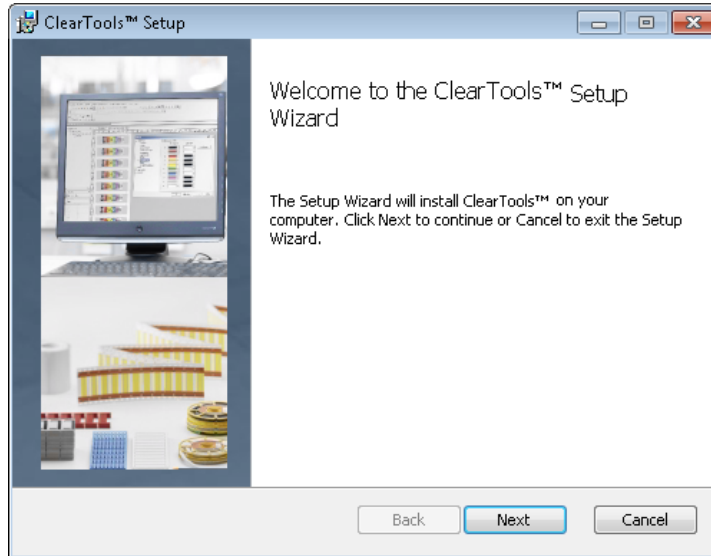 ClearTools™ Setup
Welcome to the ClearTools™ Setup
Wizard
The Setup Wizard will install ClearTools™ on your
computer. Click Next to continue or Cancel to exit the Setup
Wizard.
Back
Next
Cancel